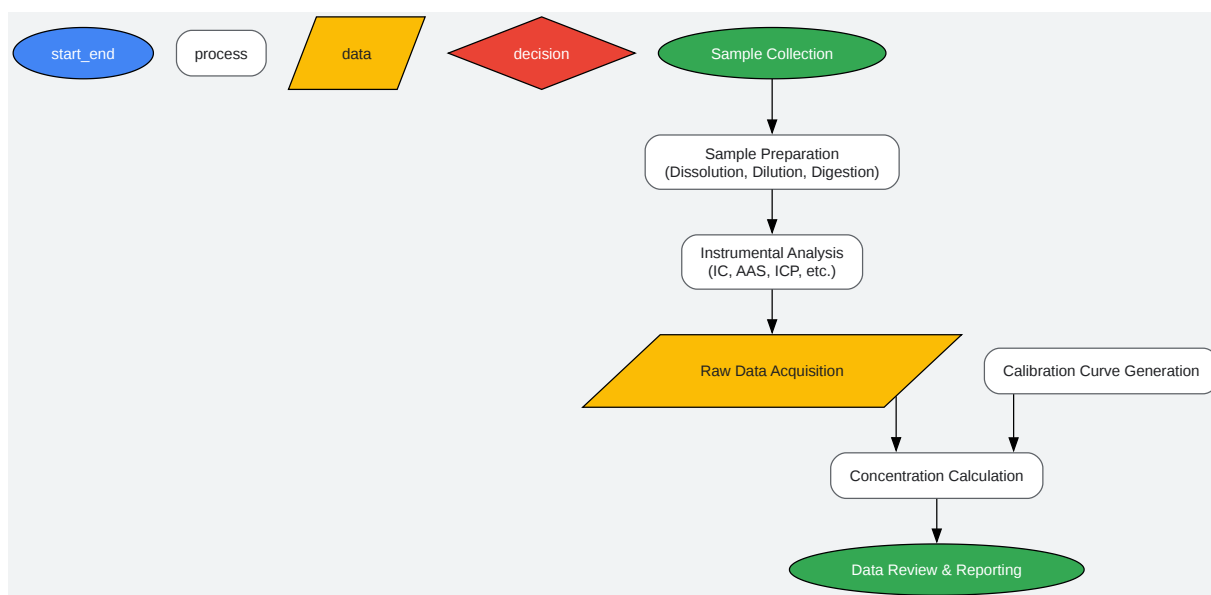 start_end
process
data
decision
Sample Collection
Sample Preparation
(Dissolution, Dilution, Digestion)
Instrumental Analysis
(IC, AAS, ICP, etc.)
Raw Data Acquisition
Calibration Curve Generation
Concentration Calculation
Data Review & Reporting